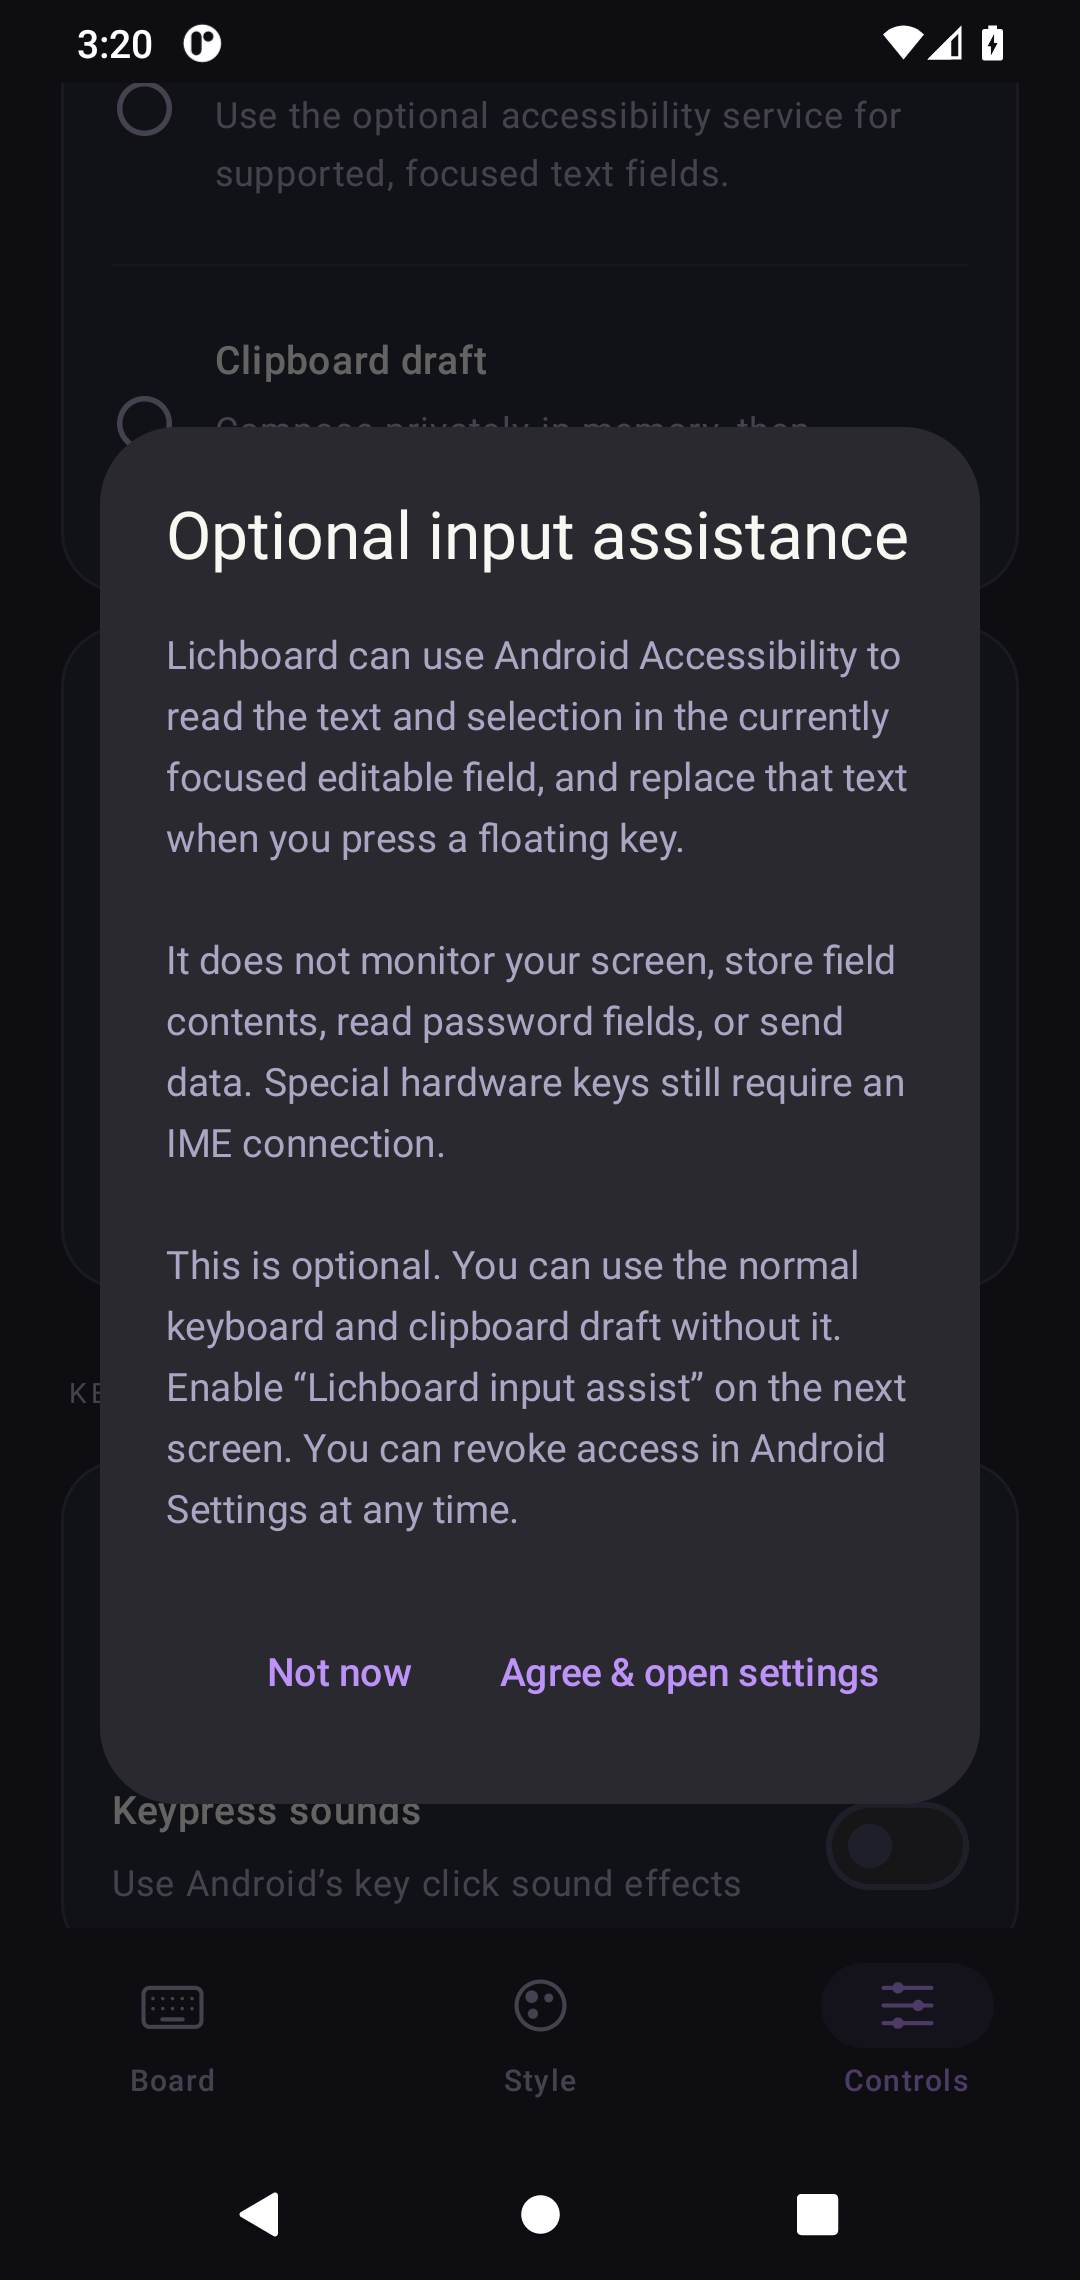 3:20
Use the optional accessibility service for
supported, focused text fields.
Clipboard draft
Compose privately in memory, then
Optional input assistance
Lichboard can use Android Accessibility to
read the text and selection in the currently
focused editable field, and replace that text
when you press a floating key.
It does not monitor your screen, store field
contents, read password fields, or send
data. Special hardware keys still require an
IME connection.
This is optional. You can use the normal
keyboard and clipboard draft without it.
Enable “Lichboard input assist” on the next
screen. You can revoke access in Android
Settings at any time.
Not now Agree & open settings
Keypress sounds
Use Android’s key click sound effects
Board Style Controls